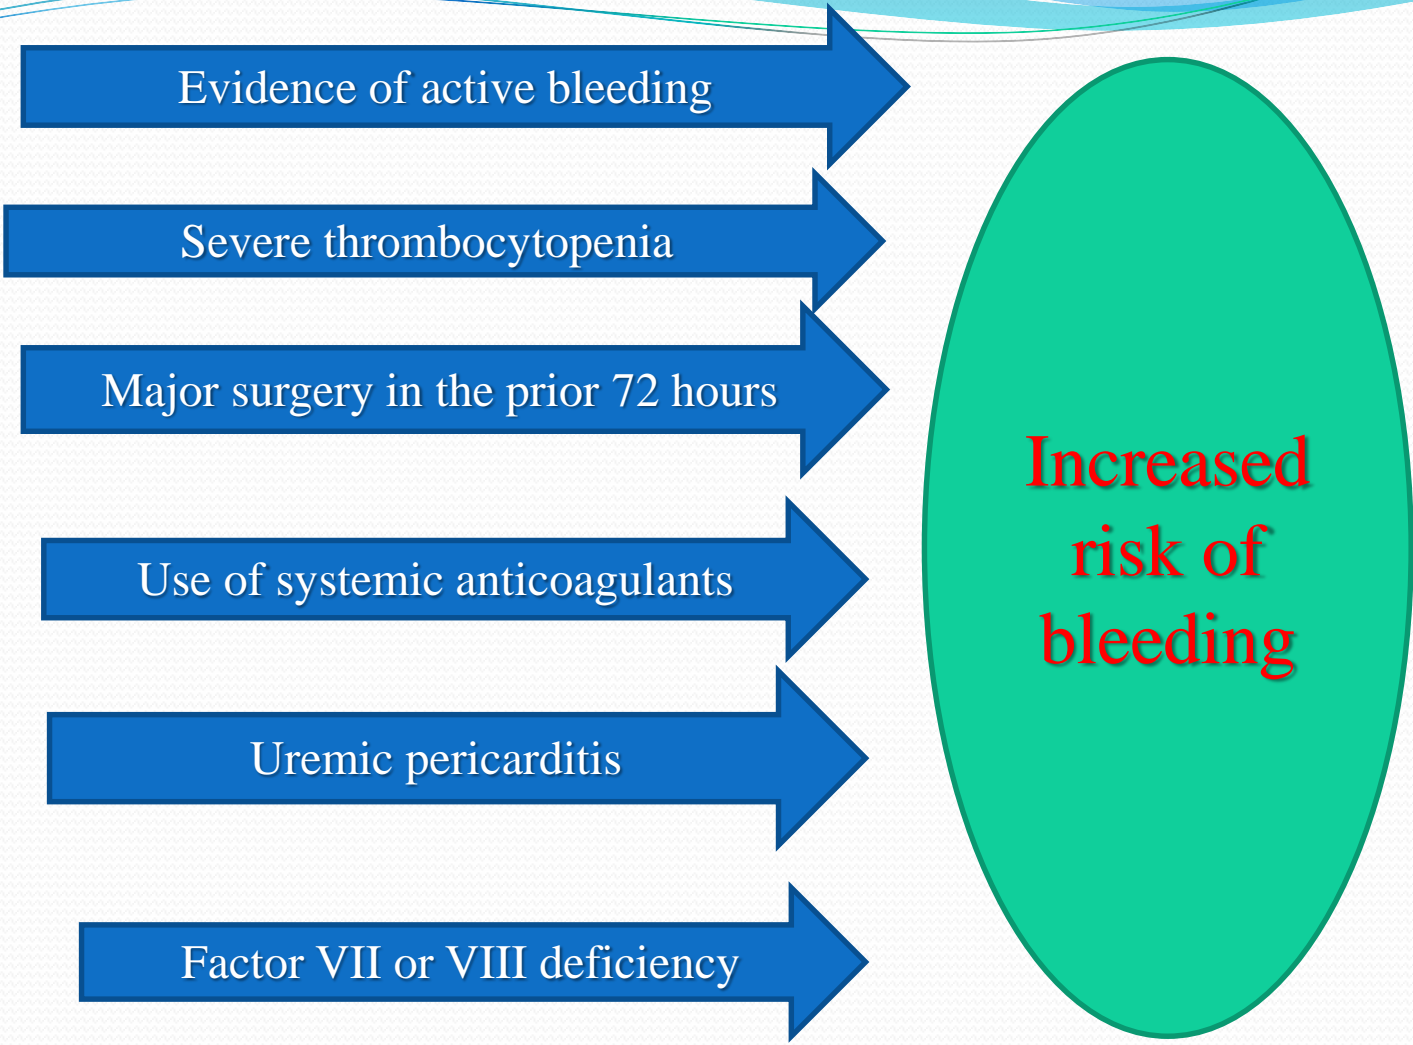 Evidence of active bleeding
Severe thrombocytopenia
Major surgery in the prior 72 hours
Use of systemic anticoagulants
Uremic pericarditis
Factor VII or VIII deficiency
Increased
risk of
bleeding